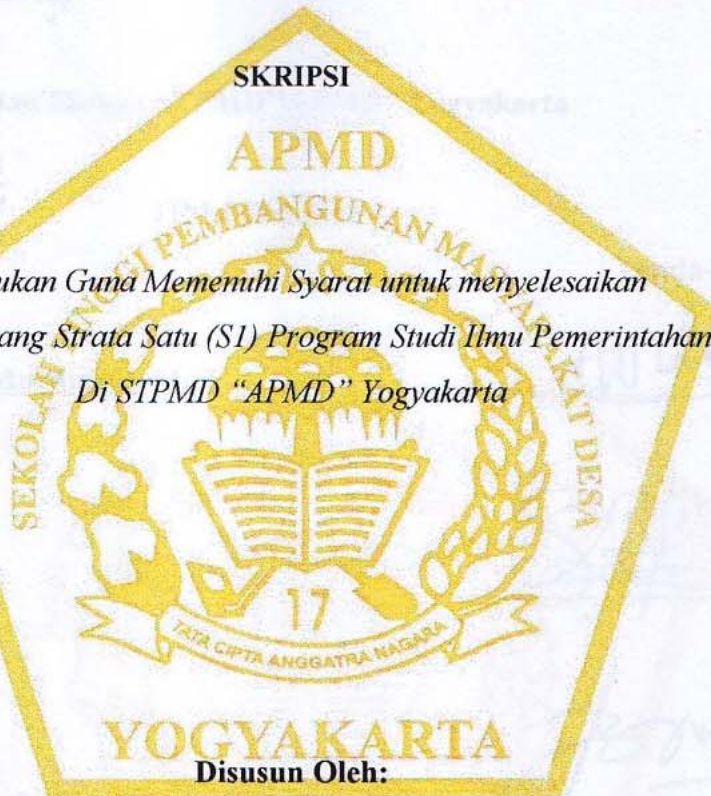 SKRIPSI
APMD
SEKOLAH TINGGI PEMBANGUNAN MASYARAKAT DESA
ukan Guna Memenuhi Syarat untuk menyelesaikan
ang Strata Satu (S1) Program Studi Ilmu Pemerintahan
Di STPMD “APMD” Yogyakarta
17
TATA CIPTA ANGGATRA NAGARA
YOGYAKARTA
Disusun Oleh: